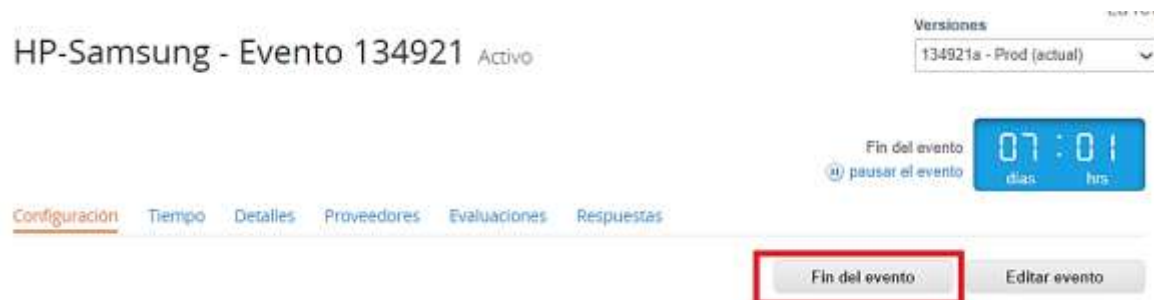 Versiones
HP-Samsung - Evento 134921 Activo
134921a - Prod (actual)
Fin del evento
pausar el evento
07 : 01
días hrs
Configuración Tiempo Detalles Proveedores Evaluaciones Respuestas
Fin del evento Editar evento